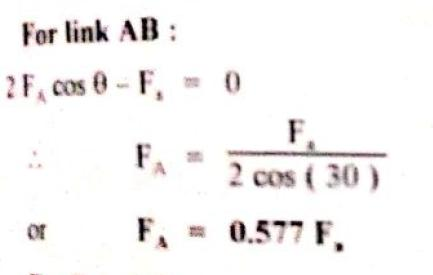 For link AB :
2 F_A cos θ – F_s = 0
∴ F_A = F_s / 2 cos ( 30 )
or F_A = 0.577 F_s